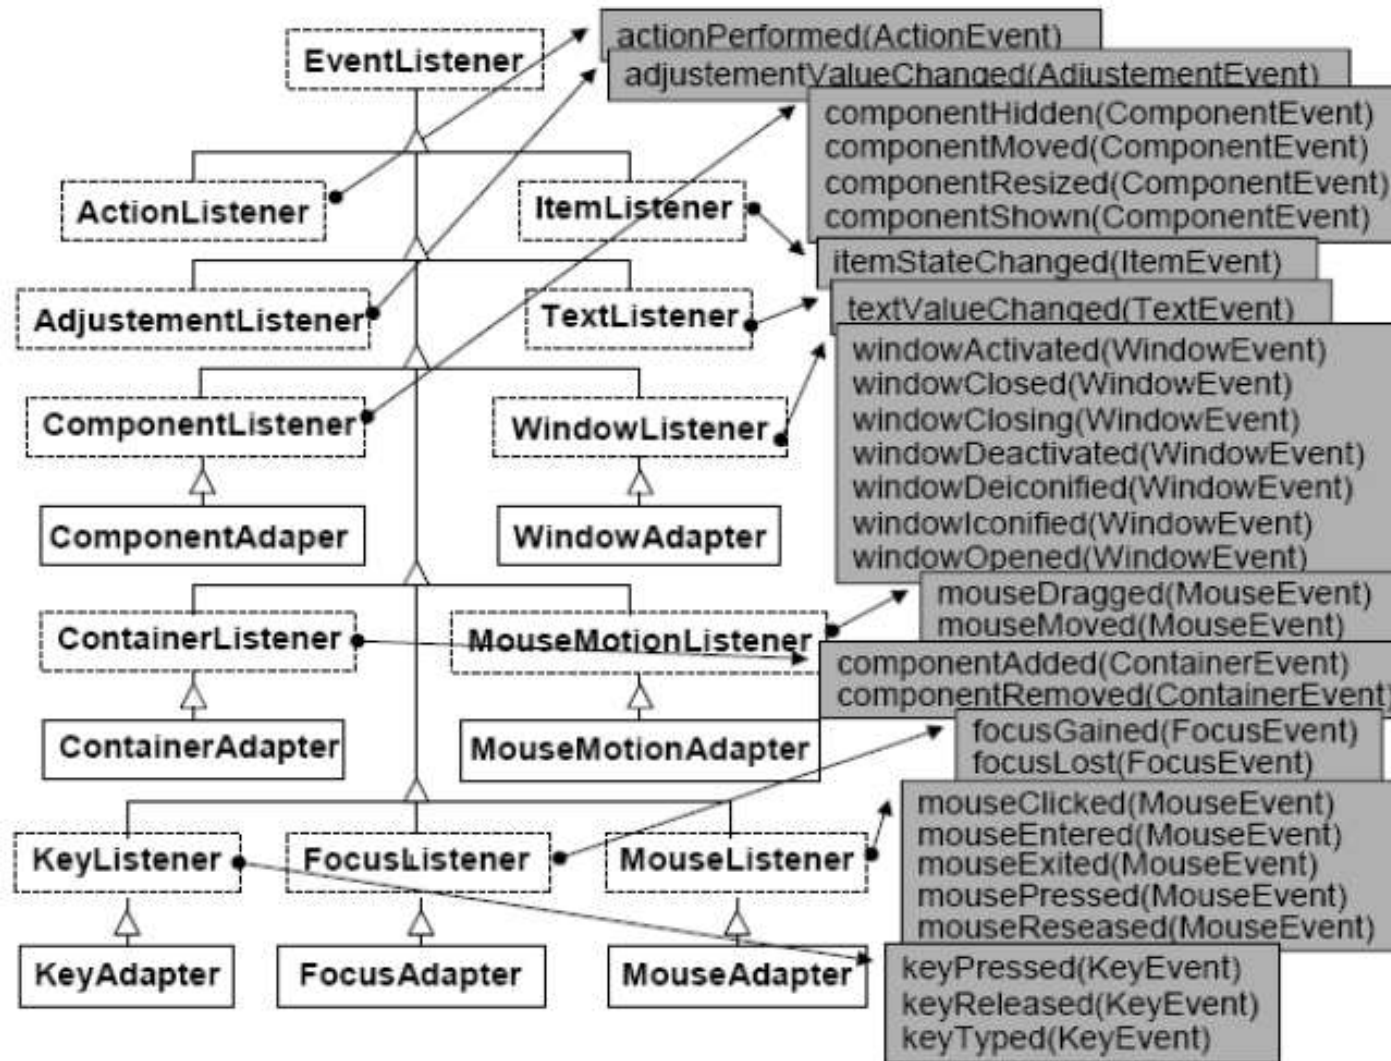 EventListener
actionPerformed(ActionEvent)
adjustementValueChanged(AdjustementEvent)
componentHidden(ComponentEvent)
componentMoved(ComponentEvent)
componentResized(ComponentEvent)
componentShown(ComponentEvent)
ActionListener
ItemListener
itemStateChanged(ItemEvent)
AdjustementListener
TextListener
textValueChanged(TextEvent)
windowActivated(WindowEvent)
windowClosed(WindowEvent)
windowClosing(WindowEvent)
windowDeactivated(WindowEvent)
windowDeiconified(WindowEvent)
windowIconified(WindowEvent)
windowOpened(WindowEvent)
ComponentListener
WindowListener
ComponentAdaper
WindowAdapter
mouseDragged(MouseEvent)
mouseMoved(MouseEvent)
ContainerListener
MouseMotionListener
componentAdded(ContainerEvent)
componentRemoved(ContainerEvent)
ContainerAdapter
MouseMotionAdapter
focusGained(FocusEvent)
focusLost(FocusEvent)
KeyListener
FocusListener
MouseListener
mouseClicked(MouseEvent)
mouseEntered(MouseEvent)
mouseExited(MouseEvent)
mousePressed(MouseEvent)
mouseReseased(MouseEvent)
KeyAdapter
FocusAdapter
MouseAdapter
keyPressed(KeyEvent)
keyReleased(KeyEvent)
keyTyped(KeyEvent)